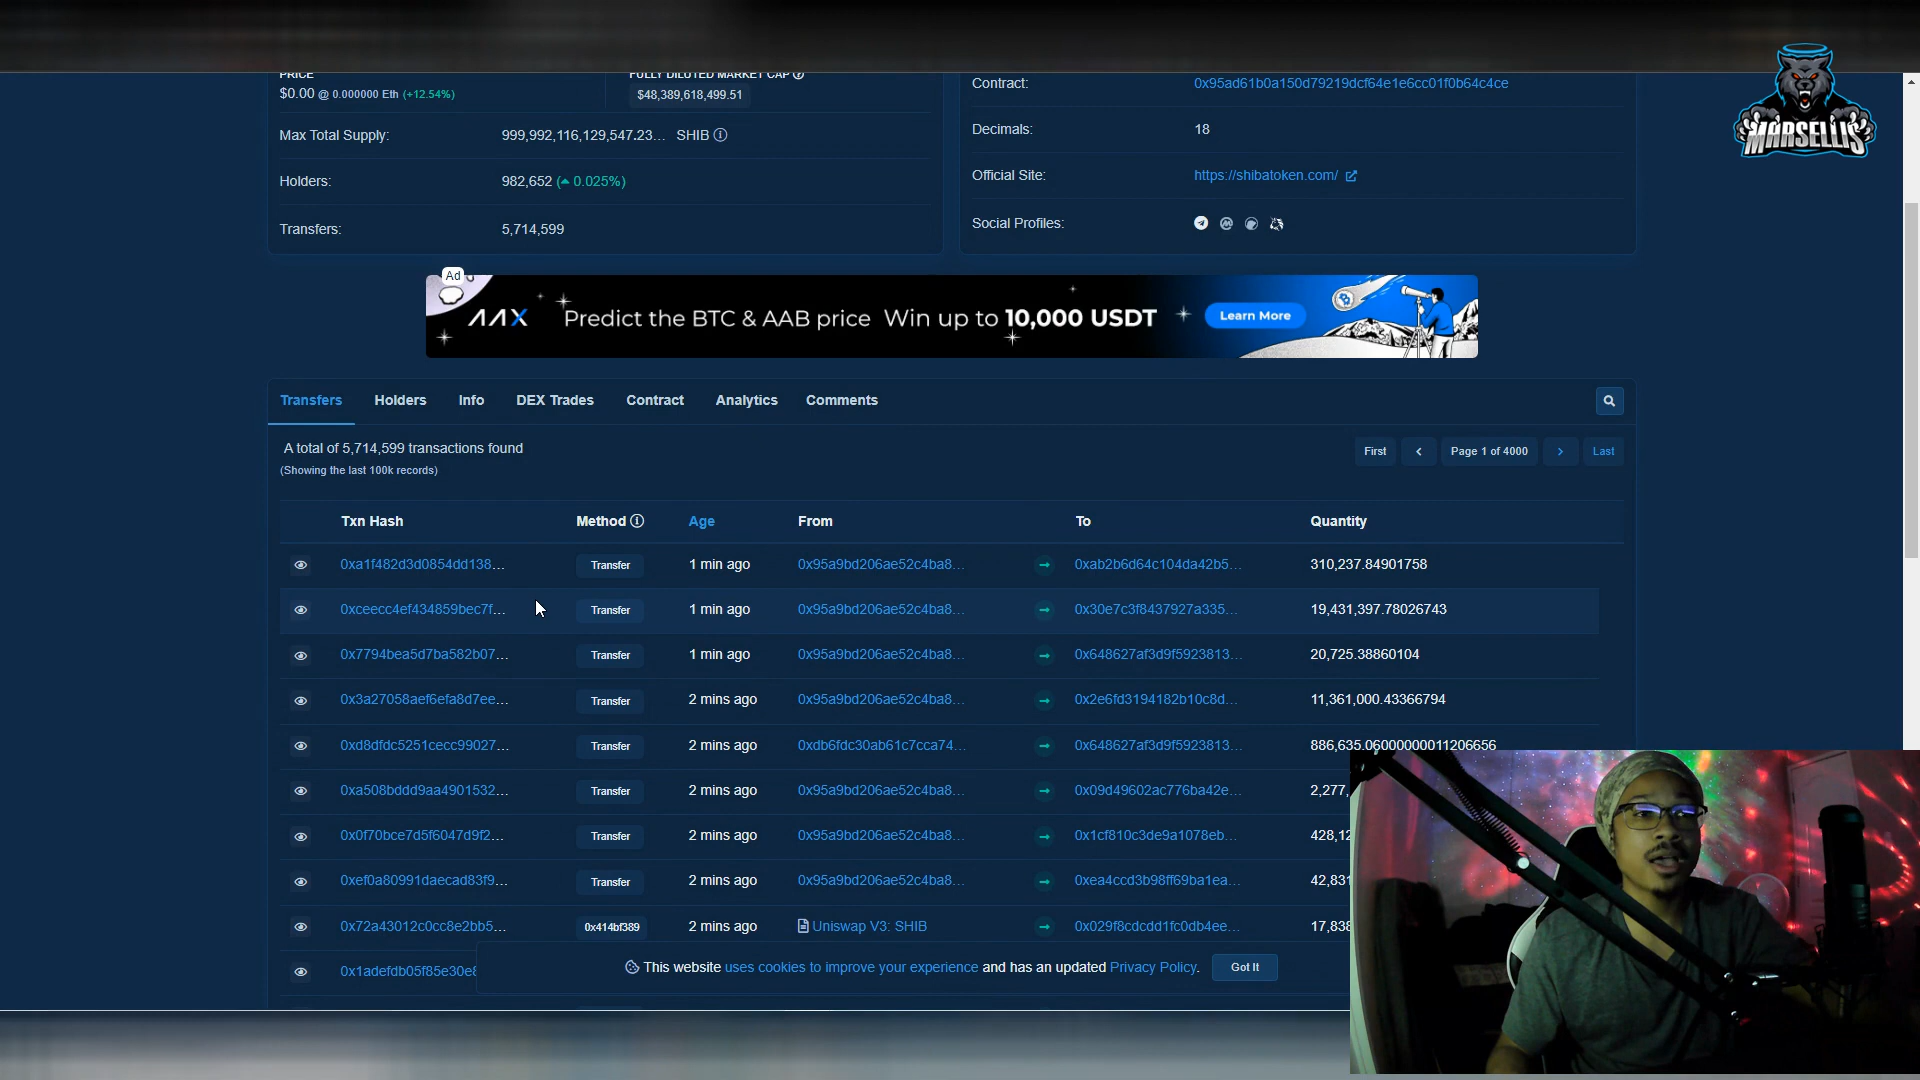 MARSELLIS
PRICE
$0.00 @ 0.000000 Eth (+12.54%)
FULLY DILUTED MARKET CAP
$48,389,618,499.51
Max Total Supply:
999,992,116,129,547.23... SHIB
Holders:
982,652 (0.025%)
Transfers:
5,714,599
Contract:
0x95ad61b0a150d79219dcf64e1e6cc01f0b64c4ce
Decimals:
18
Official Site:
https://shibatoken.com/
Social Profiles:
Ad
AAX Predict the BTC & AAB price Win up to 10,000 USDT Learn More
Transfers Holders Info DEX Trades Contract Analytics Comments
A total of 5,714,599 transactions found
(Showing the last 100k records)
First < Page 1 of 4000 > Last
Txn Hash Method Age From To Quantity
0xa1f482d3d0854dd138... Transfer 1 min ago 0x95a9bd206ae52c4ba8... 0xab2b6d64c104da42b5... 310,237.84901758
0xceecc4ef434859bec7f... Transfer 1 min ago 0x95a9bd206ae52c4ba8... 0x30e7c3f8437927a335... 19,431,397.78026743
0x7794bea5d7ba582b07... Transfer 1 min ago 0x95a9bd206ae52c4ba8... 0x648627af3d9f5923813... 20,725.38860104
0x3a27058aef6efa8d7ee... Transfer 2 mins ago 0x95a9bd206ae52c4ba8... 0x2e6fd3194182b10c8d... 11,361,000.43366794
0xd8dfdc5251cecc99027... Transfer 2 mins ago 0xdb6fdc30ab61c7cca74... 0x648627af3d9f5923813... 886,635.06000000011206656
0xa508bddd9aa4901532... Transfer 2 mins ago 0x95a9bd206ae52c4ba8... 0x09d49602ac776ba42e... 2,277,
0x0f70bce7d5f6047d9f2... Transfer 2 mins ago 0x95a9bd206ae52c4ba8... 0x1cf810c3de9a1078eb... 428,12
0xef0a80991daecad83f9... Transfer 2 mins ago 0x95a9bd206ae52c4ba8... 0xea4ccd3b98ff69ba1ea... 42,831
0x72a43012c0cc8e2bb5... 0x414bf389 2 mins ago Uniswap V3: SHIB 0x029f8cdcdd1fc0db4ee... 17,838
0x1adefdb05f85e30e8
This website uses cookies to improve your experience and has an updated Privacy Policy. Got It